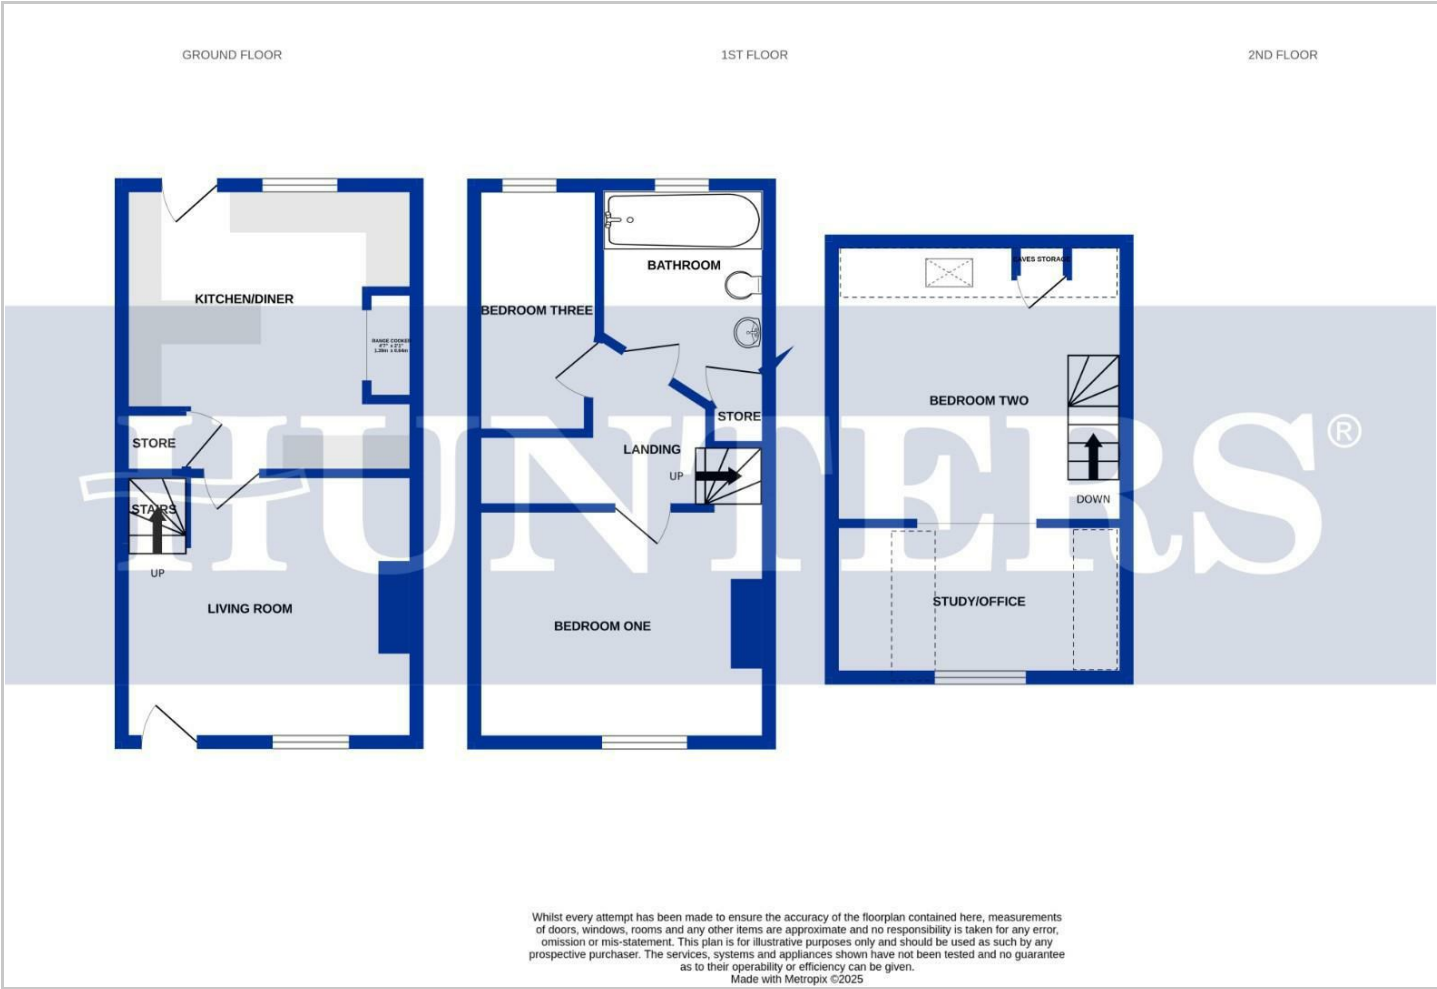 GROUND FLOOR
1ST FLOOR
2ND FLOOR
KITCHEN/DINER
RANGE COOKER
STORE
STAIRS
UP
LIVING ROOM
BATHROOM
BEDROOM THREE
STORE
LANDING
UP
BEDROOM ONE
EAVES STORAGE
BEDROOM TWO
DOWN
STUDY/OFFICE
HUNTERS®
Whilst every attempt has been made to ensure the accuracy of the floorplan contained here, measurements
of doors, windows, rooms and any other items are approximate and no responsibility is taken for any error,
omission or mis-statement. This plan is for illustrative purposes only and should be used as such by any
prospective purchaser. The services, systems and appliances shown have not been tested and no guarantee
as to their operability or efficiency can be given.
Made with Metropix ©2025